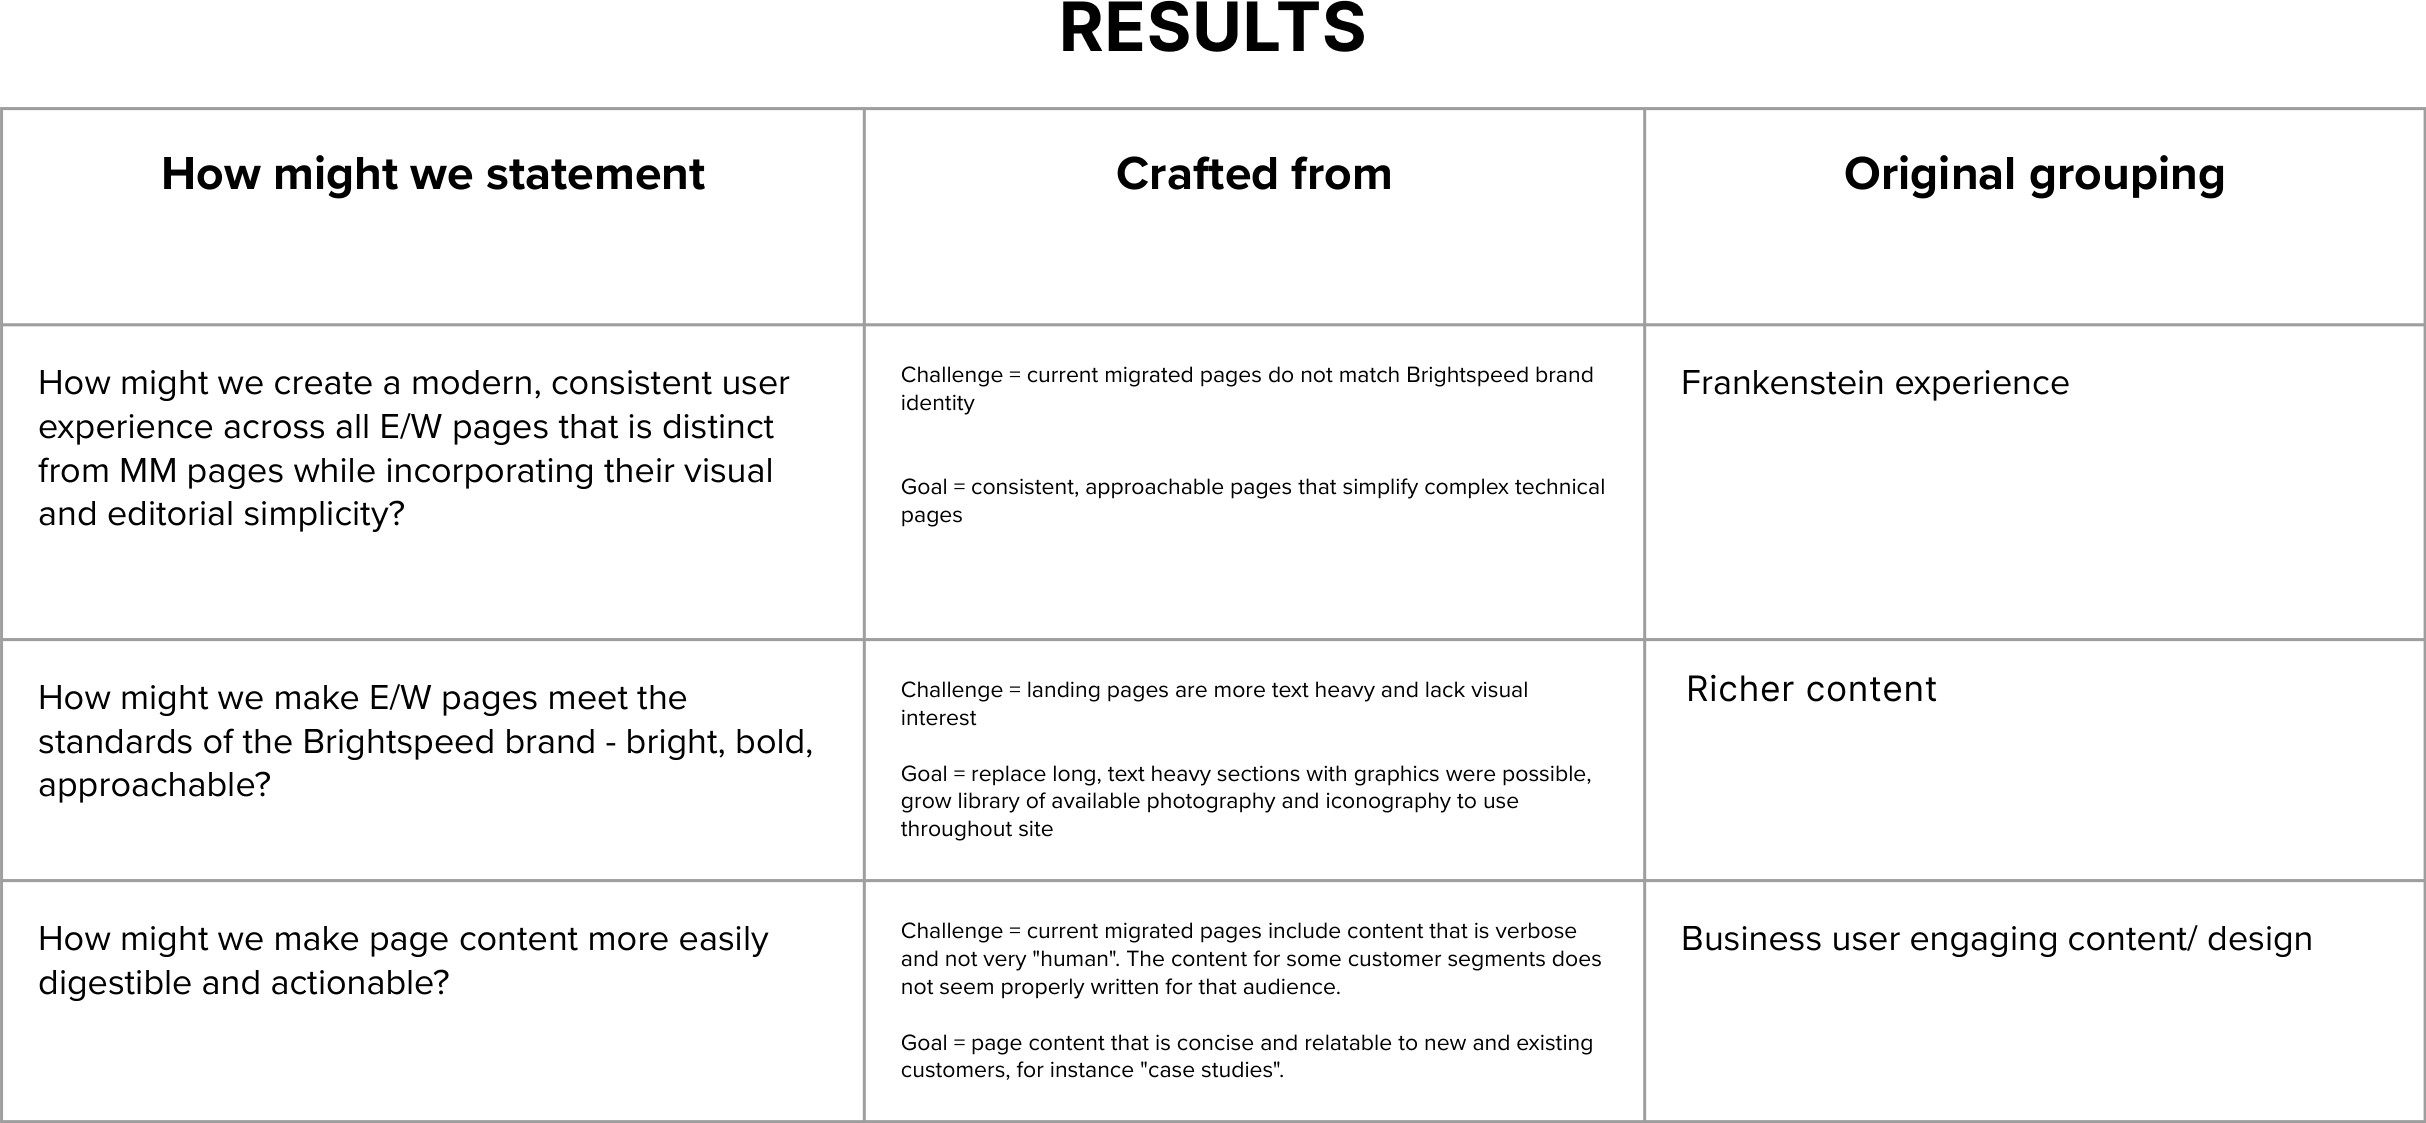 RESULTS
How might we statement
Crafted from
Original grouping
How might we create a modern, consistent user
experience across all E/W pages that is distinct
from MM pages while incorporating their visual
and editorial simplicity?
Challenge = current migrated pages do not match Brightspeed brand
identity
Goal = consistent, approachable pages that simplify complex technical
pages
Frankenstein experience
How might we make E/W pages meet the
standards of the Brightspeed brand - bright, bold,
approachable?
Challenge = landing pages are more text heavy and lack visual
interest
Goal = replace long, text heavy sections with graphics were possible,
grow library of available photography and iconography to use
throughout site
Richer content
How might we make page content more easily
digestible and actionable?
Challenge = current migrated pages include content that is verbose
and not very "human". The content for some customer segments does
not seem properly written for that audience.
Goal = page content that is concise and relatable to new and existing
customers, for instance "case studies".
Business user engaging content/ design